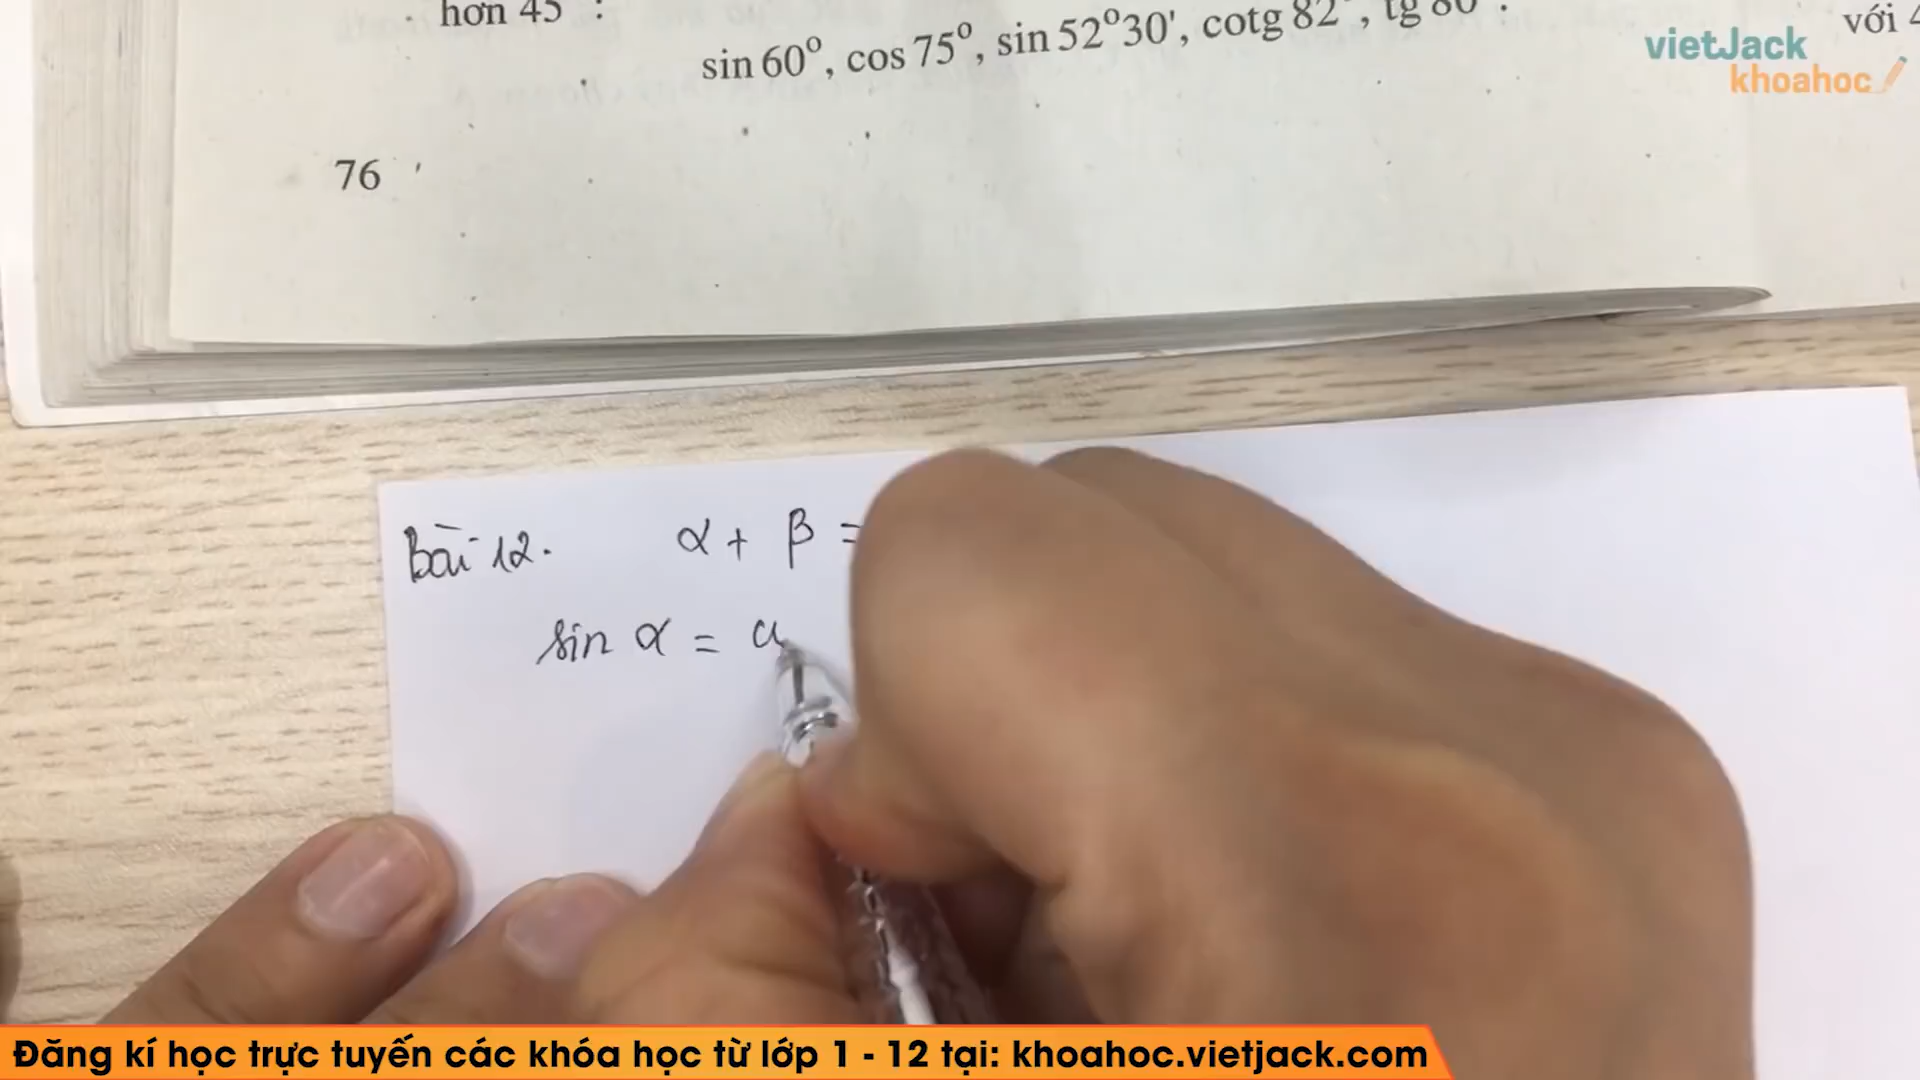 hơn 45 :
sin 60°, cos 75°, sin 52°30', cotg 82 , tg 80 .
với 4
vietJack
khoahoc
76
Bài 12. α + β =
sin α =
Đăng kí học trực tuyến các khóa học từ lớp 1 - 12 tại: khoahoc.vietjack.com